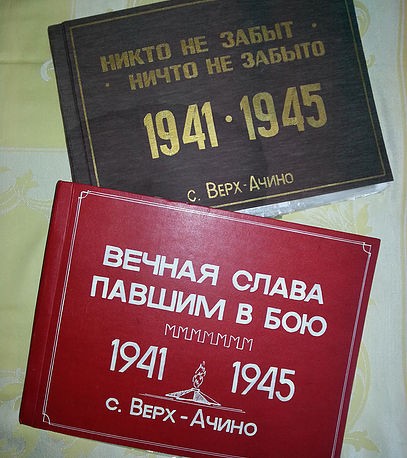 НИКТО НЕ ЗАБЫТ
НИЧТО НЕ ЗАБЫТО
1941 · 1945
с. Верх-Ачино
ВЕЧНАЯ СЛАВА
ПАВШИМ В БОЮ
1941 1945
с. Верх-Ачино